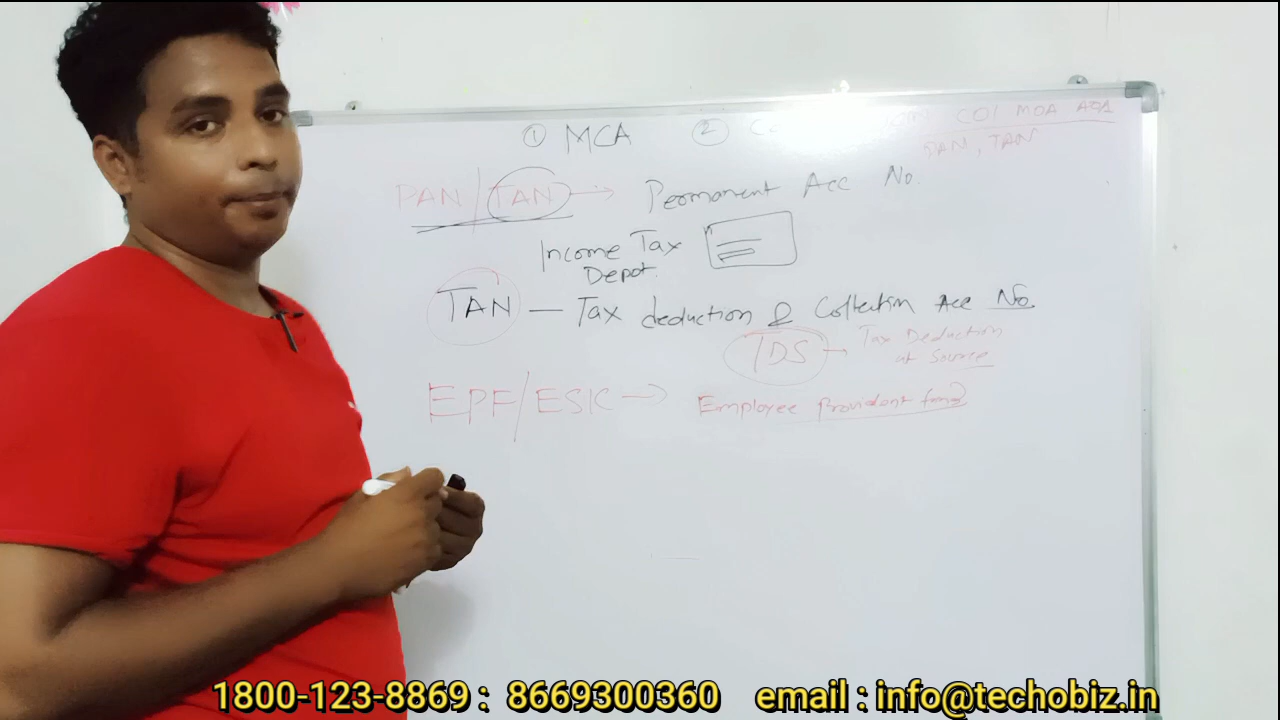 ① MCA ② COI MOA AOA
PAN, TAN
PAN / TAN → Permanent Acc No.
Income Tax
Depot.
TAN — Tax deduction & Collection Acc No.
TDS → Tax Deduction
at Source
EPF / ESIC → Employee Provident fund
1800-123-8869 : 8669300360 email : info@techobiz.in